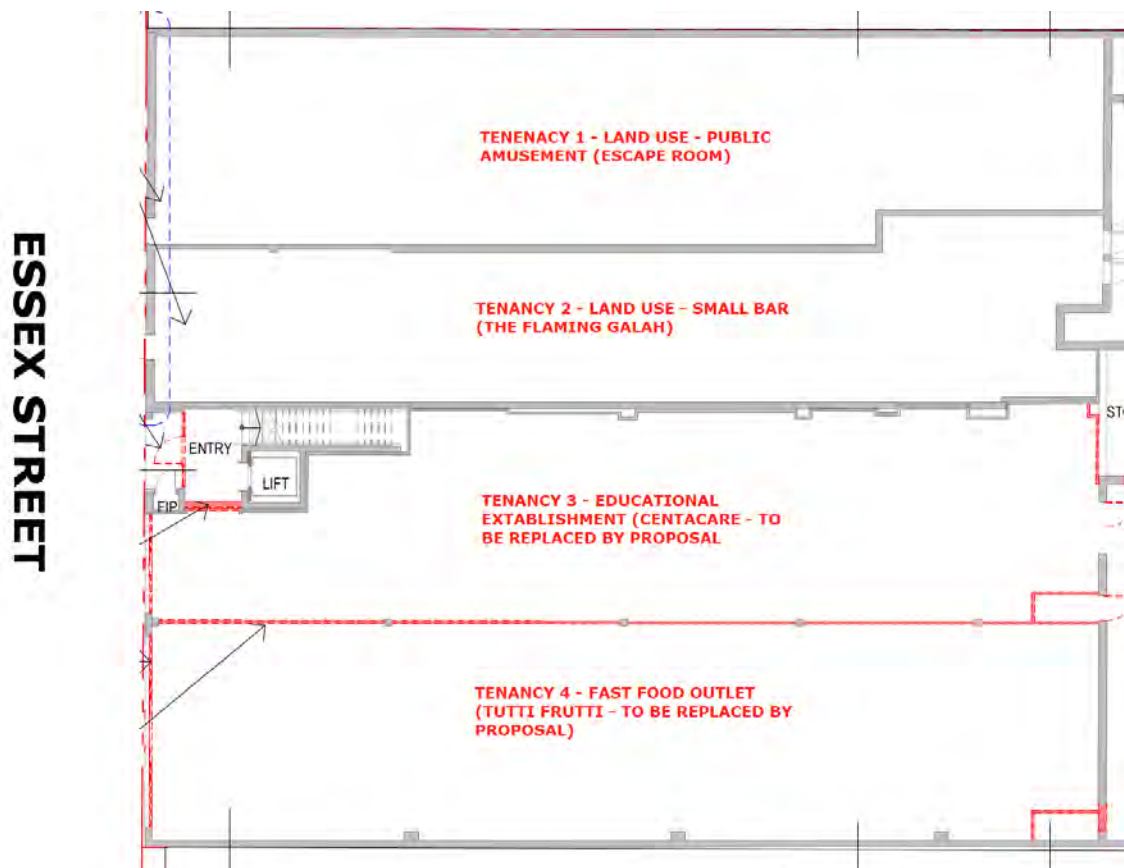 TENENACY 1 - LAND USE - PUBLIC
AMUSEMENT (ESCAPE ROOM)
ESSEX STREET
TENANCY 2 - LAND USE - SMALL BAR
(THE FLAMING GALAH)
ENTRY
LIFT
FIP
TENANCY 3 - EDUCATIONAL
EXTABLISHMENT (CENTACARE - TO
BE REPLACED BY PROPOSAL
TENANCY 4 - FAST FOOD OUTLET
(TUTTI FRUTTI - TO BE REPLACED BY
PROPOSAL)